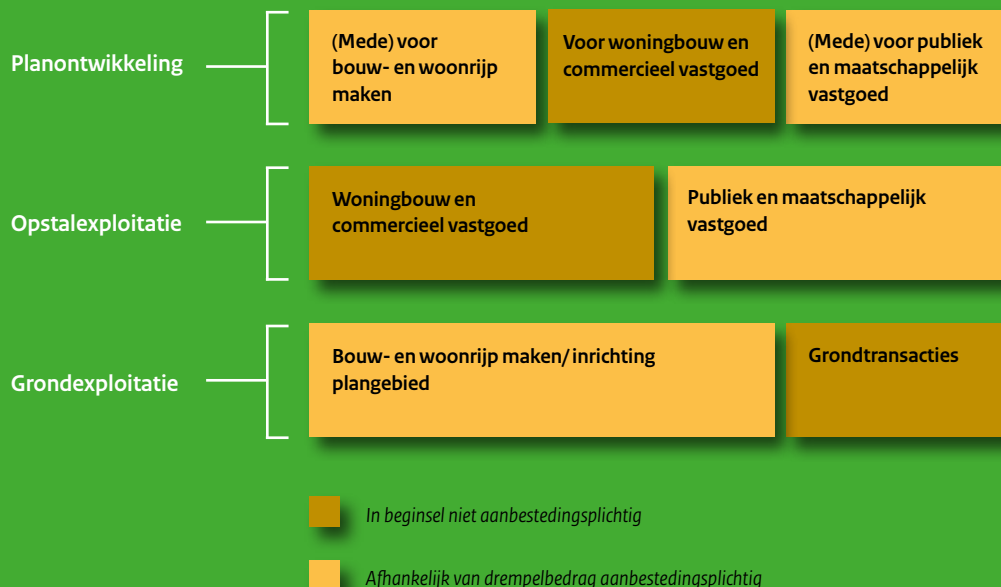 Planontwikkeling
(Mede) voor
bouw- en woonrijp
maken
Voor woningbouw en
commercieel vastgoed
(Mede) voor publiek
en maatschappelijk
vastgoed
Opstalexploitatie
Woningbouw en
commercieel vastgoed
Publiek en maatschappelijk
vastgoed
Grondexploitatie
Bouw- en woonrijp maken/ inrichting
plangebied
Grondtransacties
In beginsel niet aanbestedingsplichtig
Afhankelijk van drempelbedrag aanbestedingsplichtig